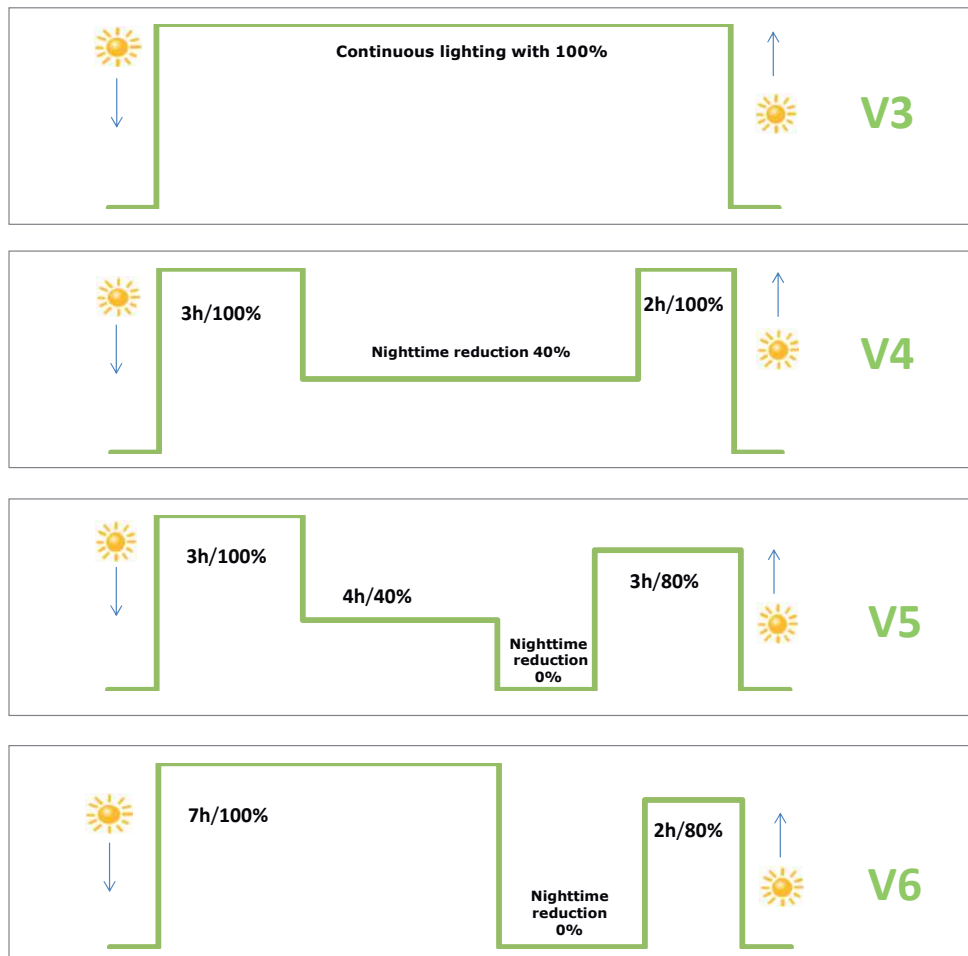 Continuous lighting with 100%
V3
3h/100%
2h/100%
Nighttime reduction 40%
V4
3h/100%
4h/40%
3h/80%
Nighttime
reduction
0%
V5
7h/100%
2h/80%
Nighttime
reduction
0%
V6